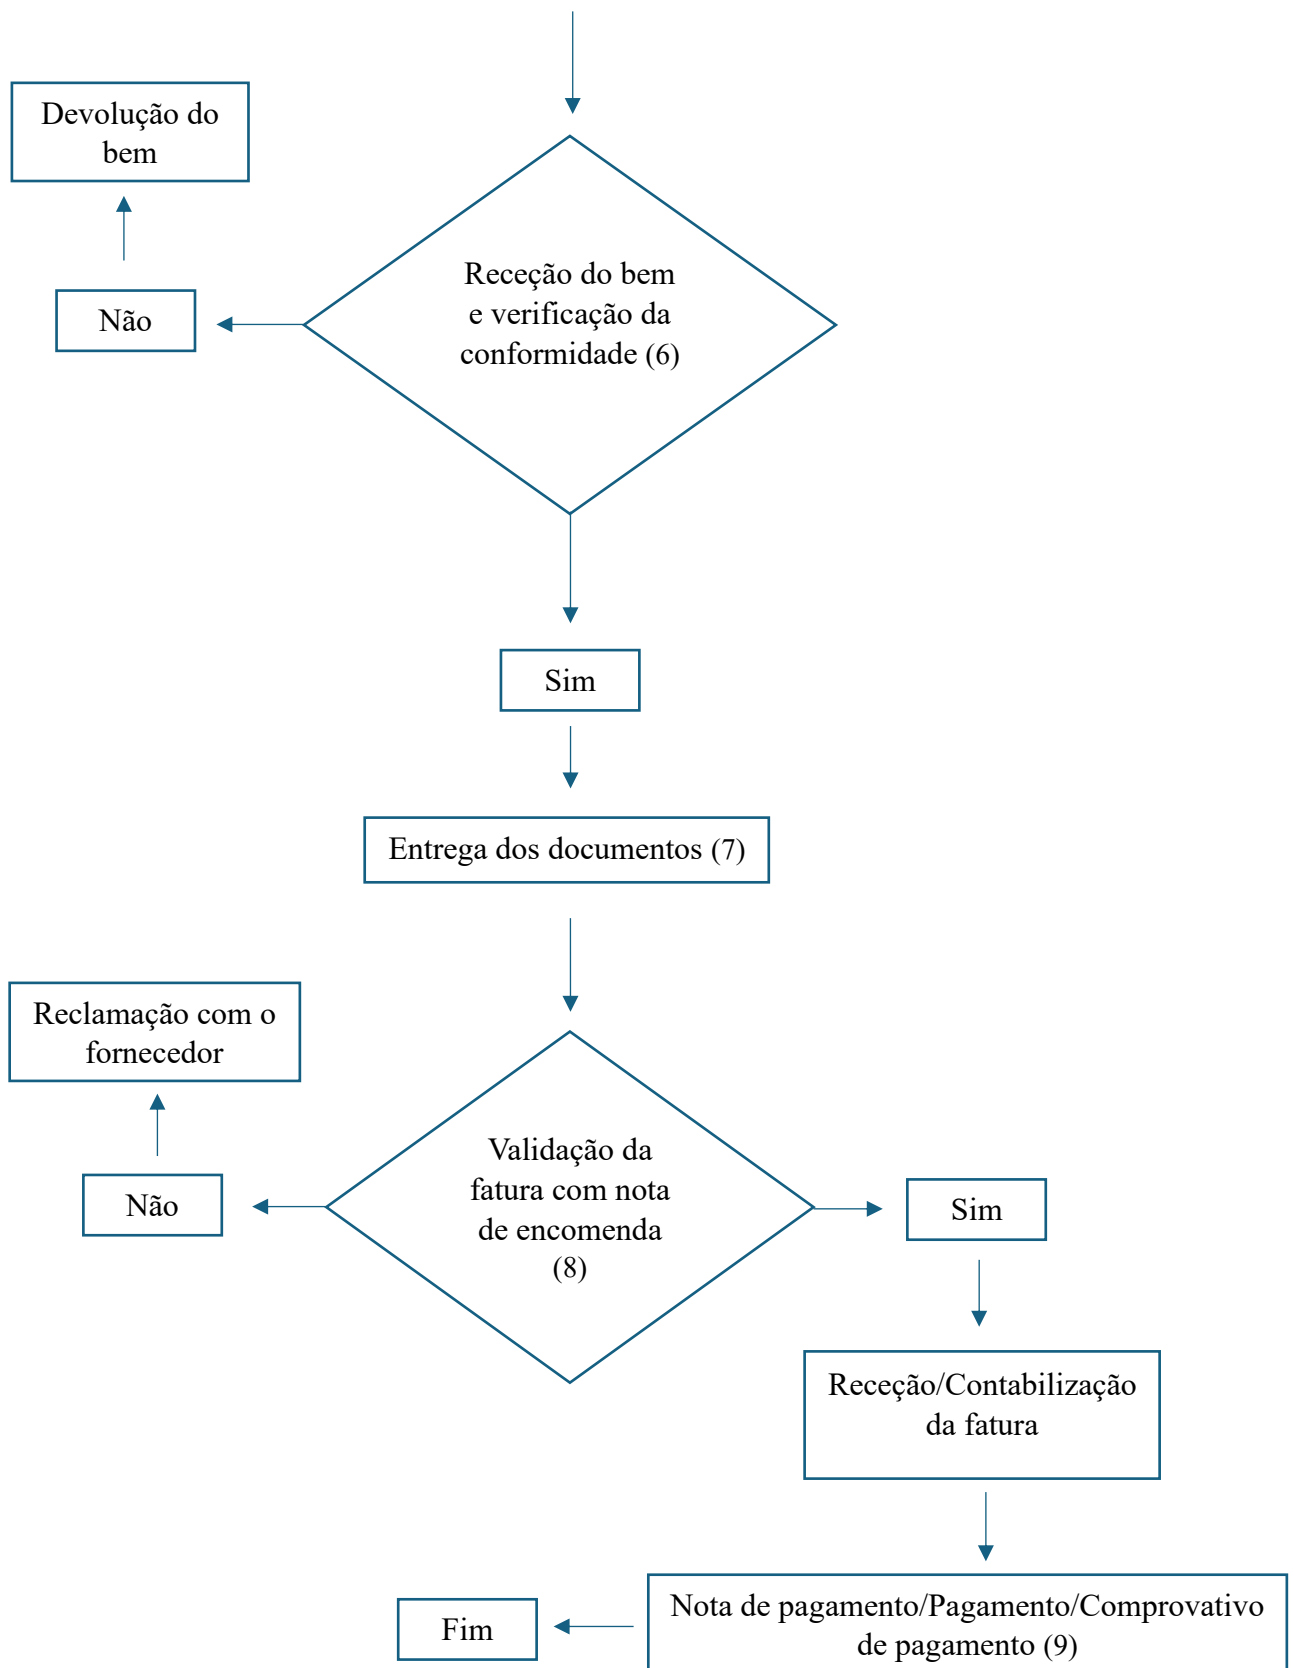 Devolução do
bem
Receção do bem
e verificação da
conformidade (6)
Não
Sim
Entrega dos documentos (7)
Reclamação com o
fornecedor
Validação da
fatura com nota
de encomenda
(8)
Não
Sim
Receção/Contabilização
da fatura
Nota de pagamento/Pagamento/Comprovativo
de pagamento (9)
Fim